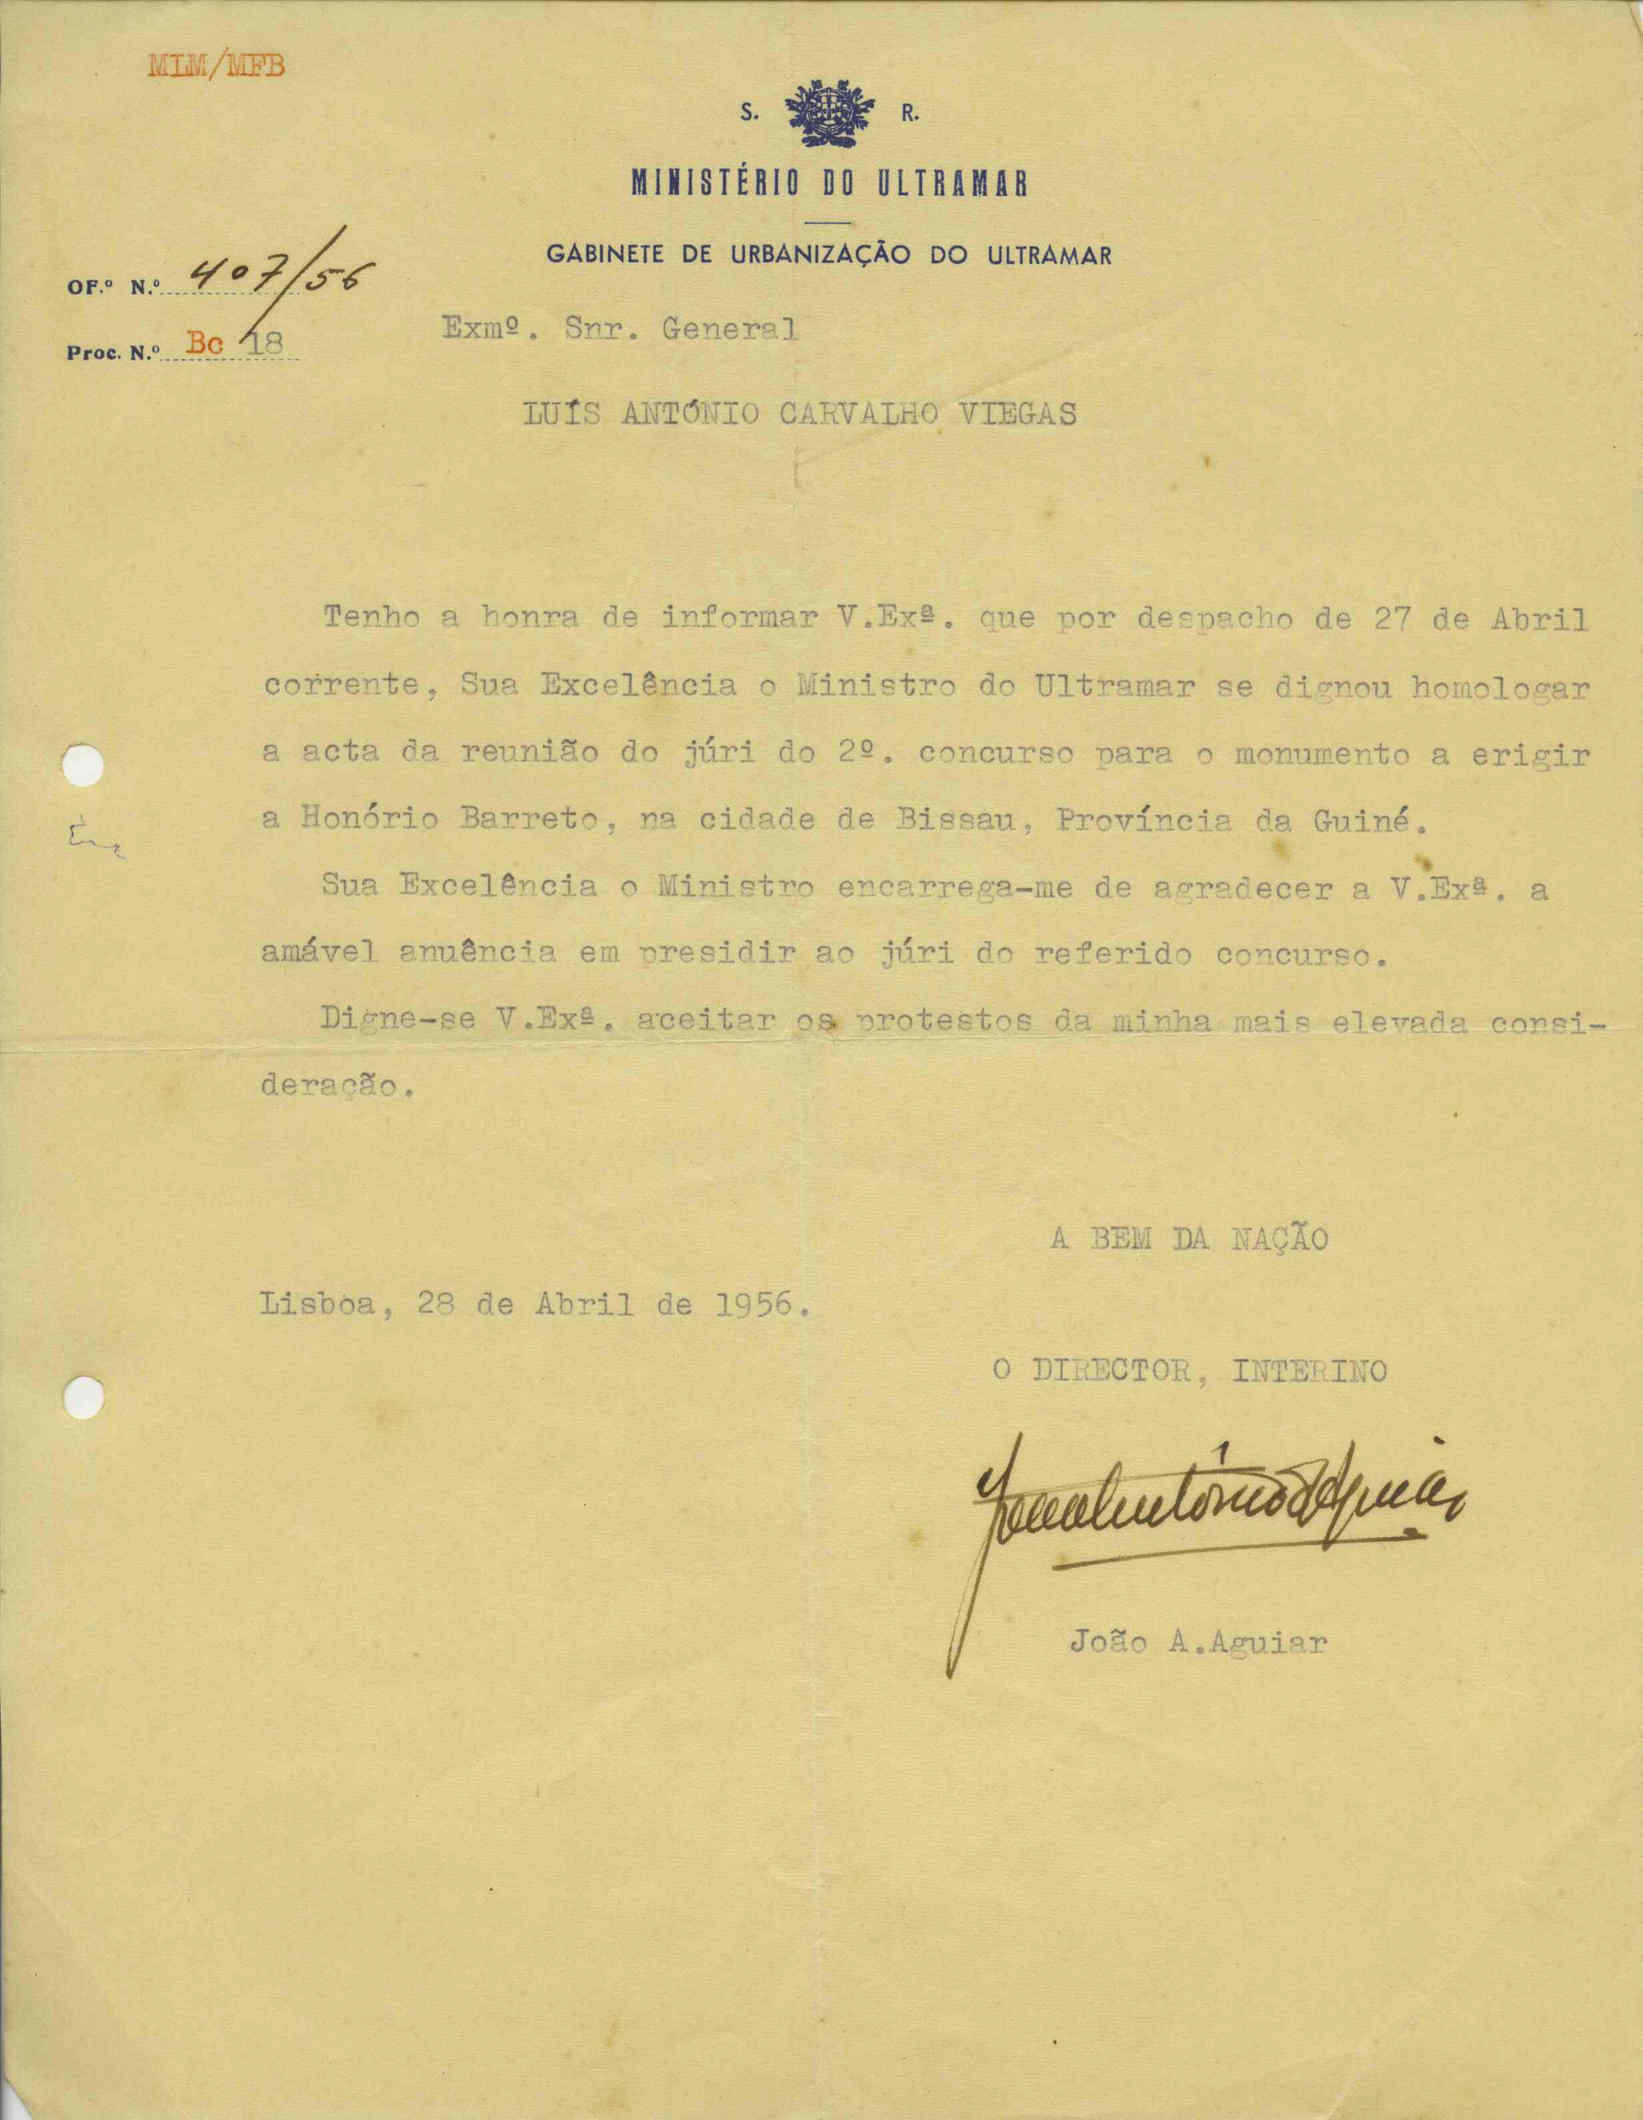 MLM/MFB
S. R.
MINISTÉRIO DO ULTRAMAR
GABINETE DE URBANIZAÇÃO DO ULTRAMAR
OF.º N.º 407/56
Proc. N.º Bc 18
Exmº. Snr. General
LUÍS ANTÓNIO CARVALHO VIEGAS
Tenho a honra de informar V.Exª. que por despacho de 27 de Abril
corrente, Sua Excelência o Ministro do Ultramar se dignou homologar
a acta da reunião do júri do 2º. concurso para o monumento a erigir
a Honório Barreto, na cidade de Bissau, Província da Guiné.
Sua Excelência o Ministro encarrega-me de agradecer a V.Exª. a
amável anuência em presidir ao júri do referido concurso.
Digne-se V.Exª. aceitar os protestos da minha mais elevada consi-
deração.
A BEM DA NAÇÃO
Lisboa, 28 de Abril de 1956.
O DIRECTOR, INTERINO
João António Aguiar
João A.Aguiar